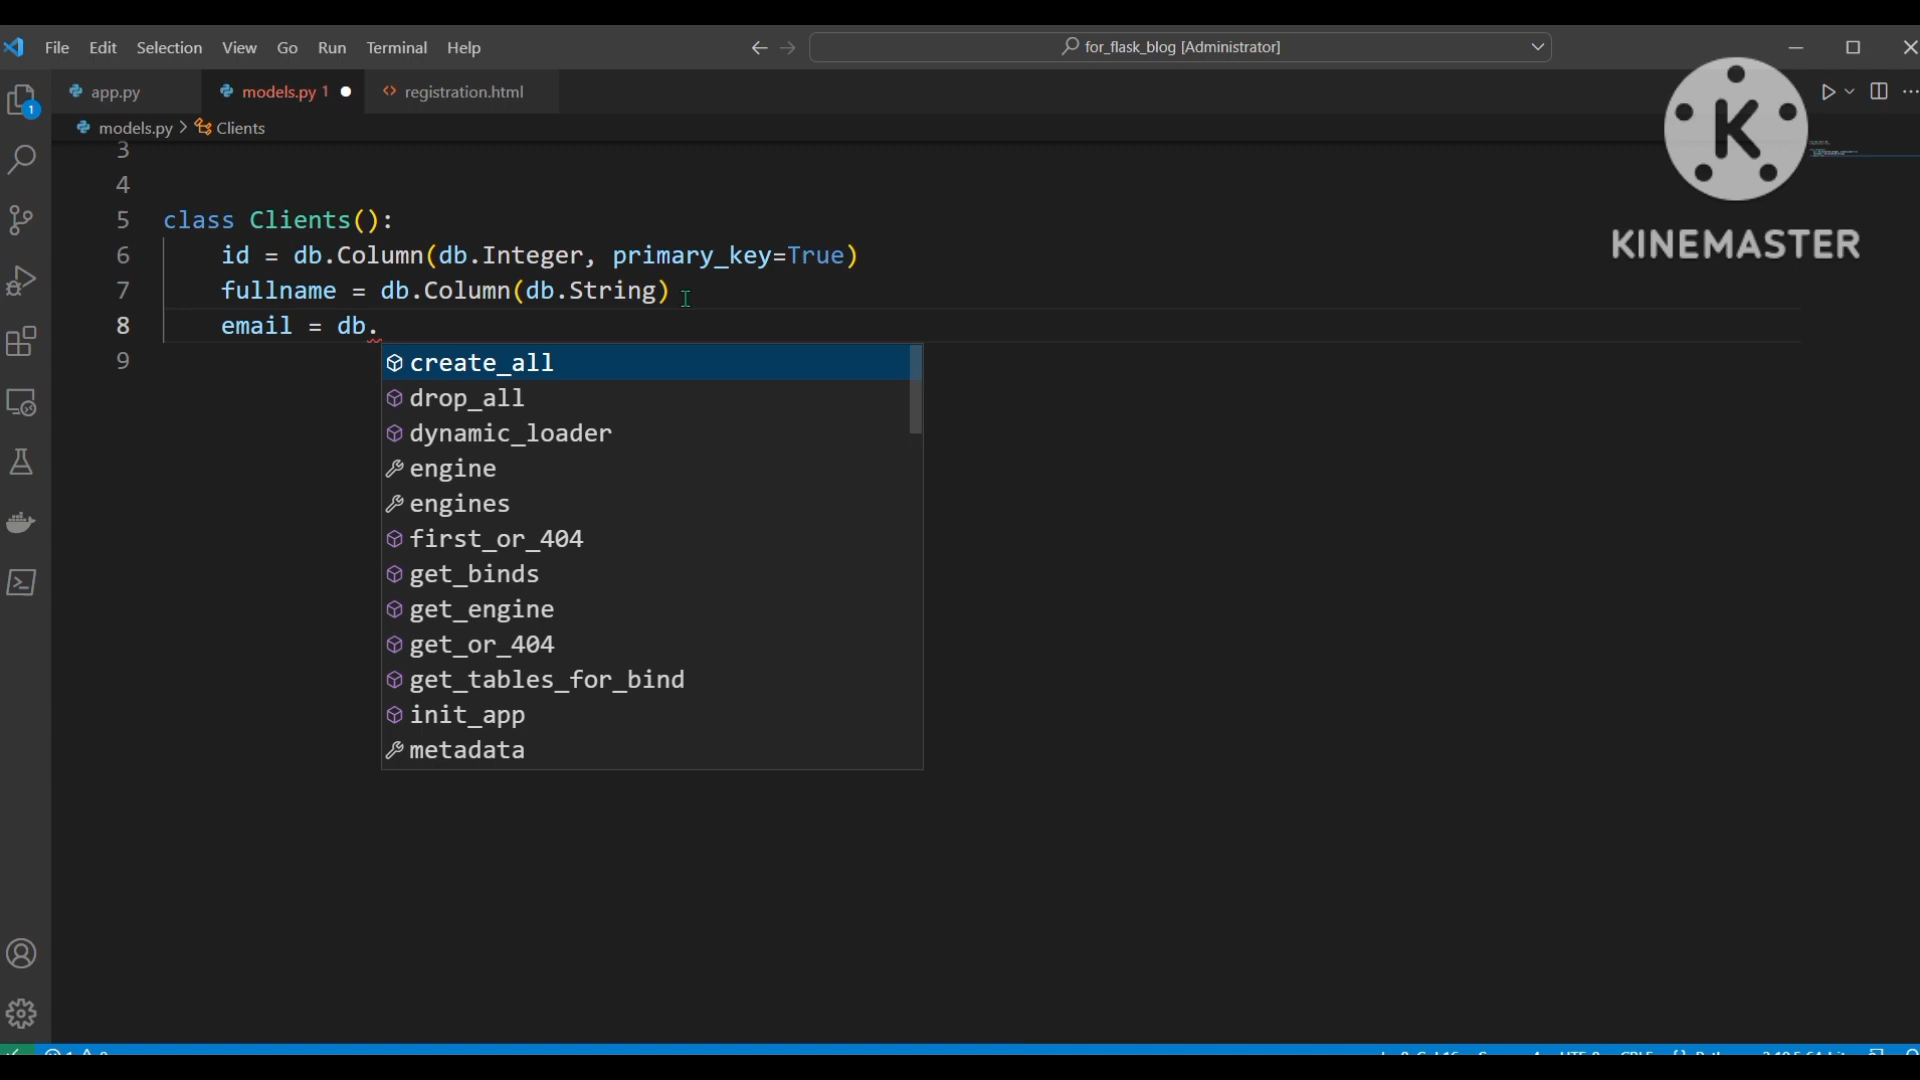 File Edit Selection View Go Run Terminal Help
for_flask_blog [Administrator]
app.py
models.py 1
registration.html
models.py > Clients
1
K
KINEMASTER
3
4
5 class Clients():
6 id = db.Column(db.Integer, primary_key=True)
7 fullname = db.Column(db.String)
8 email = db.
9
create_all
drop_all
dynamic_loader
engine
engines
first_or_404
get_binds
get_engine
get_or_404
get_tables_for_bind
init_app
metadata